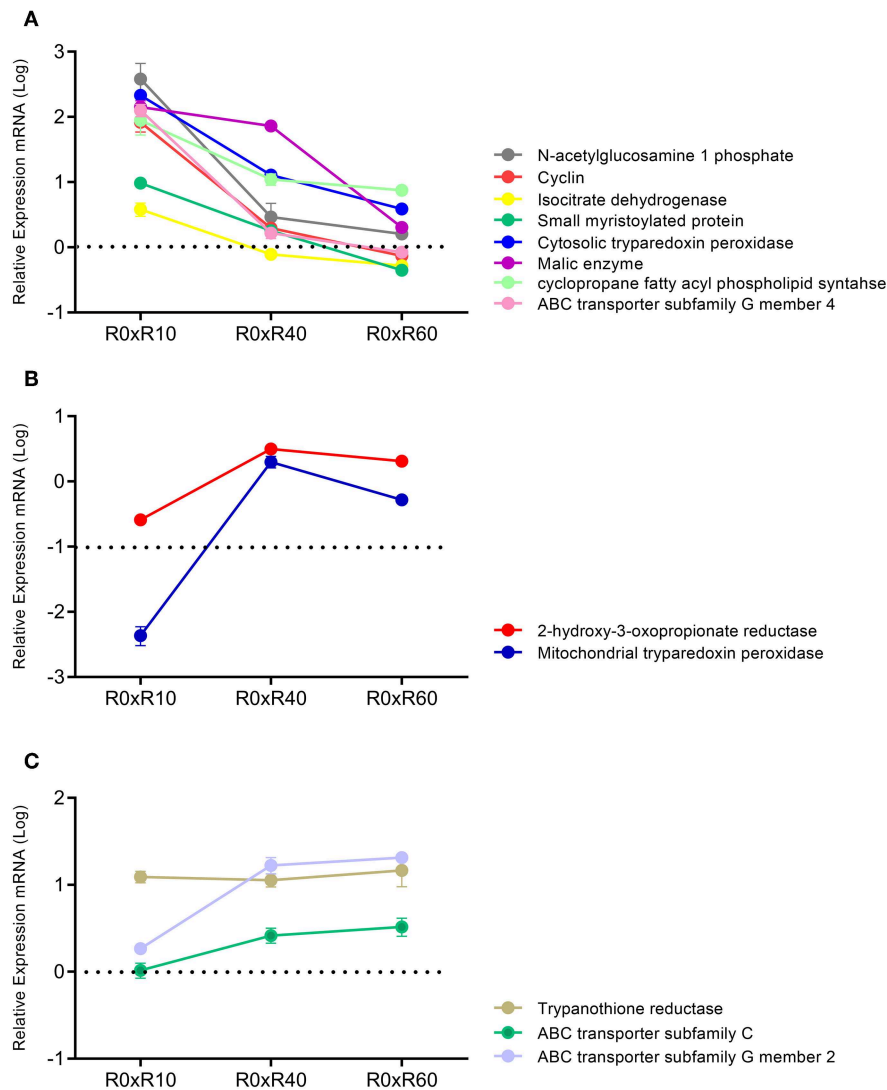 A
Relative Expression mRNA (Log)
3
2
1
0
-1
R0xR10
R0xR40
R0xR60
N-acetylglucosamine 1 phosphate
Cyclin
Isocitrate dehydrogenase
Small myristoylated protein
Cytosolic tryparedoxin peroxidase
Malic enzyme
cyclopropane fatty acyl phospholipid syntahse
ABC transporter subfamily G member 4
B
Relative Expression mRNA (Log)
1
0
-1
-2
-3
R0xR10
R0xR40
R0xR60
2-hydroxy-3-oxopropionate reductase
Mitochondrial tryparedoxin peroxidase
C
Relative Expression mRNA (Log)
2
1
0
-1
R0xR10
R0xR40
R0xR60
Trypanothione reductase
ABC transporter subfamily C
ABC transporter subfamily G member 2